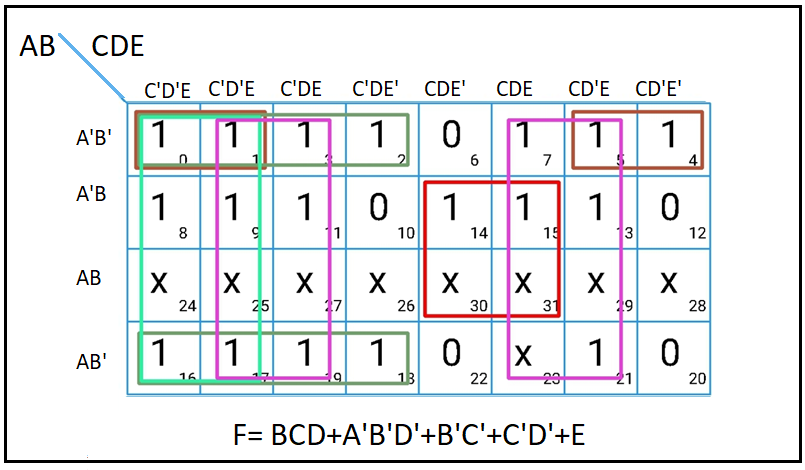 AB CDE
C'D'E C'D'E C'DE C'DE' CDE' CDE CD'E CD'E'
A'B' 1 0 1 1 1 3 1 2 0 6 1 7 1 5 1 4
A'B 1 8 1 9 1 11 0 10 1 14 1 15 1 13 0 12
AB x 24 x 25 x 27 x 26 x 30 x 31 x 29 x 28
AB' 1 16 1 17 1 19 1 18 0 22 x 23 1 21 0 20
F= BCD+A'B'D'+B'C'+C'D'+E